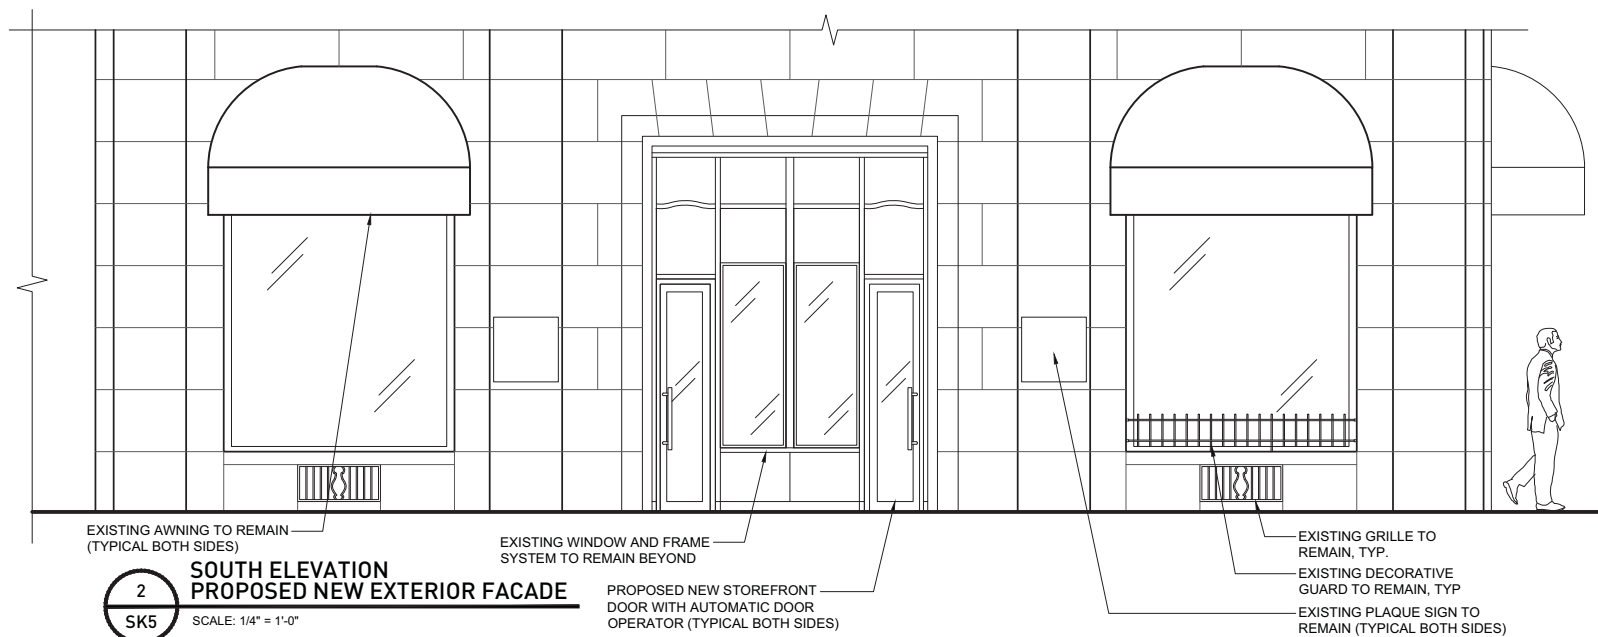 EXISTING AWNING TO REMAIN
(TYPICAL BOTH SIDES)
2
SK5
SOUTH ELEVATION
PROPOSED NEW EXTERIOR FACADE
SCALE: 1/4" = 1'-0"
EXISTING WINDOW AND FRAME
SYSTEM TO REMAIN BEYOND
PROPOSED NEW STOREFRONT
DOOR WITH AUTOMATIC DOOR
OPERATOR (TYPICAL BOTH SIDES)
EXISTING GRILLE TO
REMAIN, TYP.
EXISTING DECORATIVE
GUARD TO REMAIN, TYP
EXISTING PLAQUE SIGN TO
REMAIN (TYPICAL BOTH SIDES)